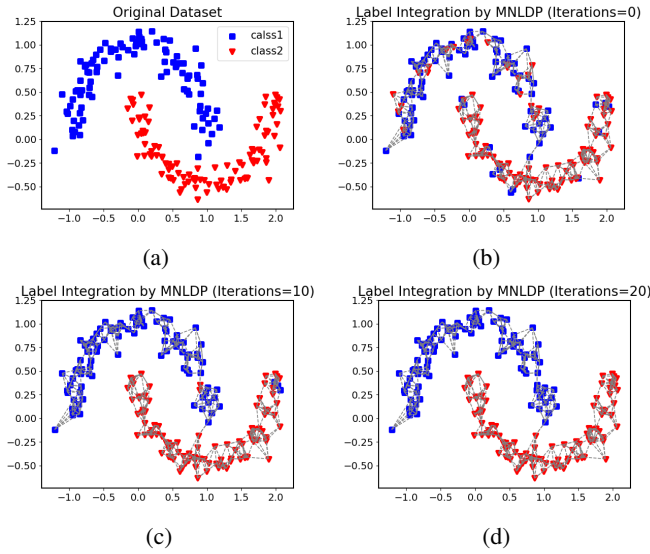 Original Dataset
1.25
1.00
0.75
0.50
0.25
0.00
−0.25
−0.50
−1.0 −0.5 0.0 0.5 1.0 1.5 2.0
calss1
class2
(a)
Label Integration by MNLDP (Iterations=0)
1.25
1.00
0.75
0.50
0.25
0.00
−0.25
−0.50
−1.0 −0.5 0.0 0.5 1.0 1.5 2.0
(b)
Label Integration by MNLDP (Iterations=10)
1.25
1.00
0.75
0.50
0.25
0.00
−0.25
−0.50
−1.0 −0.5 0.0 0.5 1.0 1.5 2.0
(c)
Label Integration by MNLDP (Iterations=20)
1.25
1.00
0.75
0.50
0.25
0.00
−0.25
−0.50
−1.0 −0.5 0.0 0.5 1.0 1.5 2.0
(d)